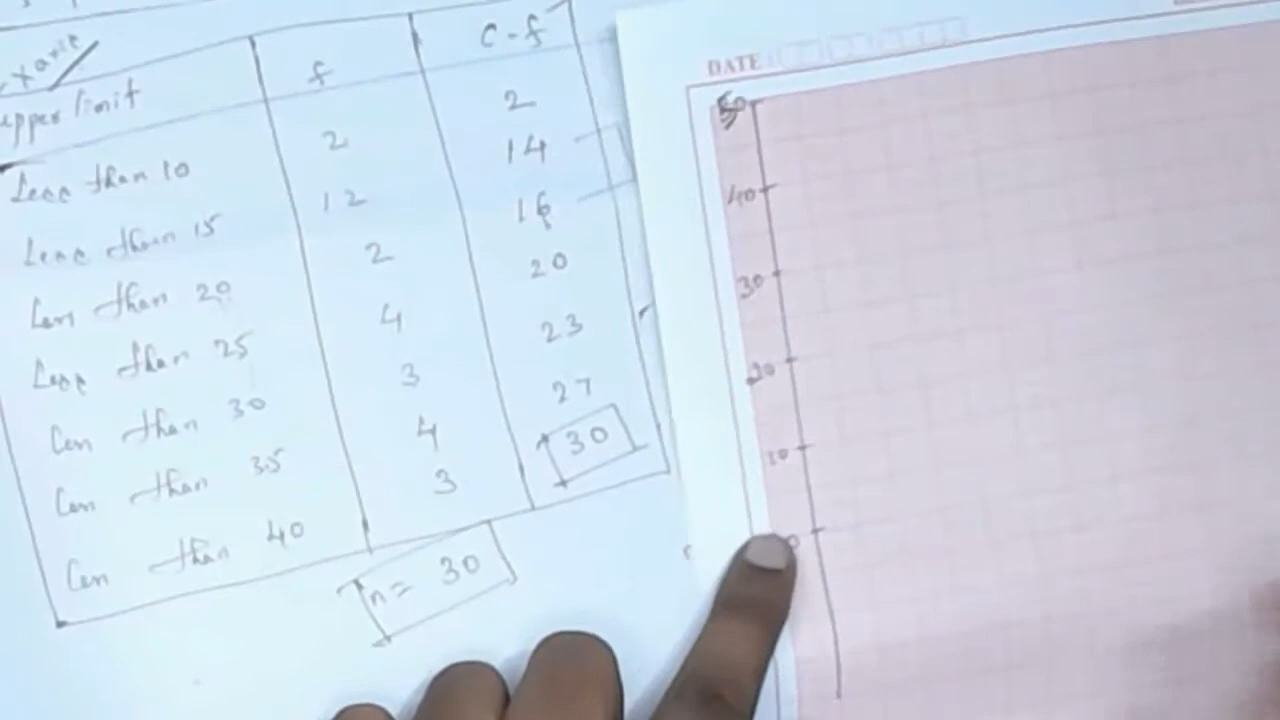 upper limit f c-f
Less than 10 2 2
Less than 15 12 14
Less than 20 2 16
Less than 25 4 20
Less than 30 3 23
Less than 35 4 27
Less than 40 3 30
n = 30
DATE
50
40
30
20
10
0